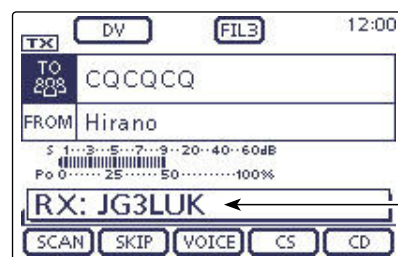 DV FIL3 12:00
TX
TO CQCQCQ
FROM Hirano
S 1···3···5···7···9··20··40··60dB
Po 0······25······50·········100%
RX: JG3LUK
SCAN SKIP VOICE CS CD